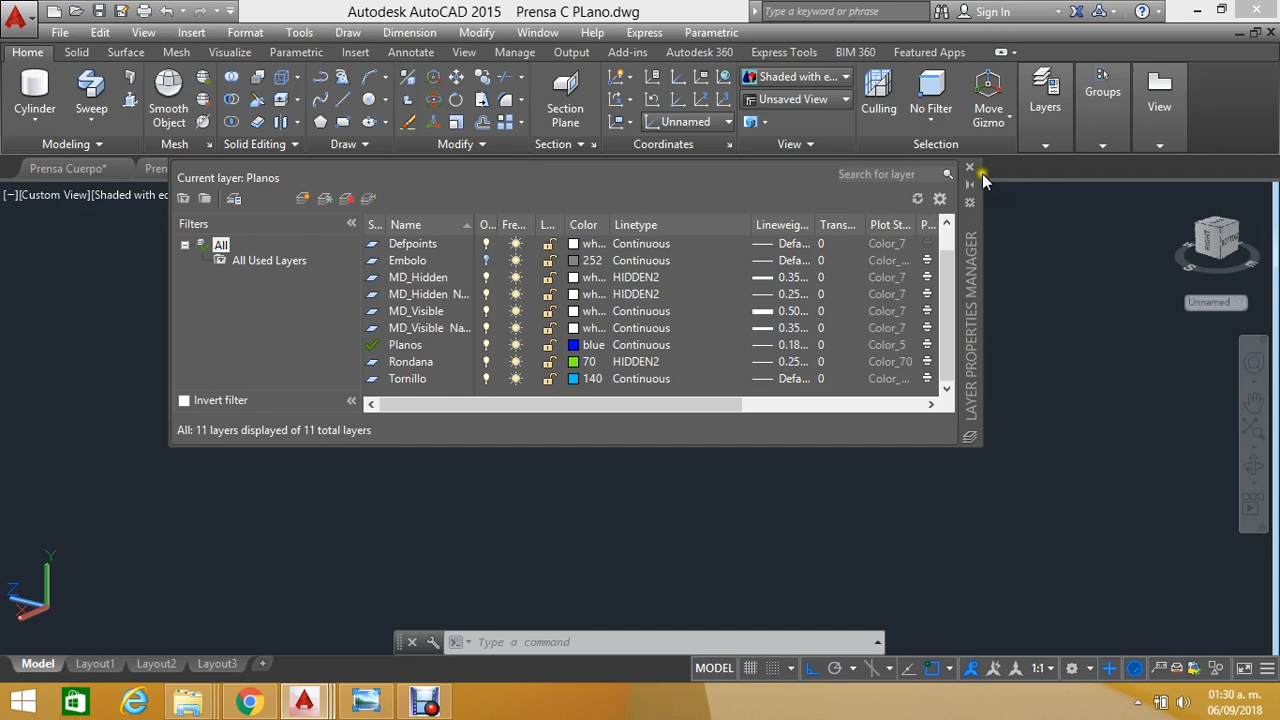 Autodesk AutoCAD 2015 Prensa C PLano.dwg
Type a keyword or phrase
Sign In
File Edit View Insert Format Tools Draw Dimension Modify Window Help Express Parametric
Home Solid Surface Mesh Visualize Parametric Insert Annotate View Manage Output Add-ins Autodesk 360 Express Tools BIM 360 Featured Apps
Shaded with e...
Unsaved View
Unnamed
Cylinder Sweep Smooth Object Section Plane Culling No Filter Move Gizmo Layers Groups View
Modeling Mesh Solid Editing Draw Modify Section Coordinates View Selection
Prensa Cuerpo* Pren
[−][Custom View][Shaded with ec
Current layer: Planos
Search for layer
Filters
All
All Used Layers
S... Name O... Fre... L... Color Linetype Lineweig... Trans... Plot St... P...
Defpoints wh... Continuous Defa... 0 Color_7
Embolo 252 Continuous Defa... 0 Color_...
MD_Hidden wh... HIDDEN2 0.35... 0 Color_7
MD_Hidden N... wh... HIDDEN2 0.25... 0 Color_7
MD_Visible wh... Continuous 0.50... 0 Color_7
MD_Visible Na... wh... Continuous 0.35... 0 Color_7
Planos blue Continuous 0.18... 0 Color_5
Rondana 70 HIDDEN2 0.25... 0 Color_70
Tornillo 140 Continuous Defa... 0 Color_...
Invert filter
All: 11 layers displayed of 11 total layers
LAYER PROPERTIES MANAGER
RIGHT
BOTTOM
S
Unnamed
Y
Z
X
Type a command
Model Layout1 Layout2 Layout3 +
MODEL 1:1
01:30 a. m.
06/09/2018